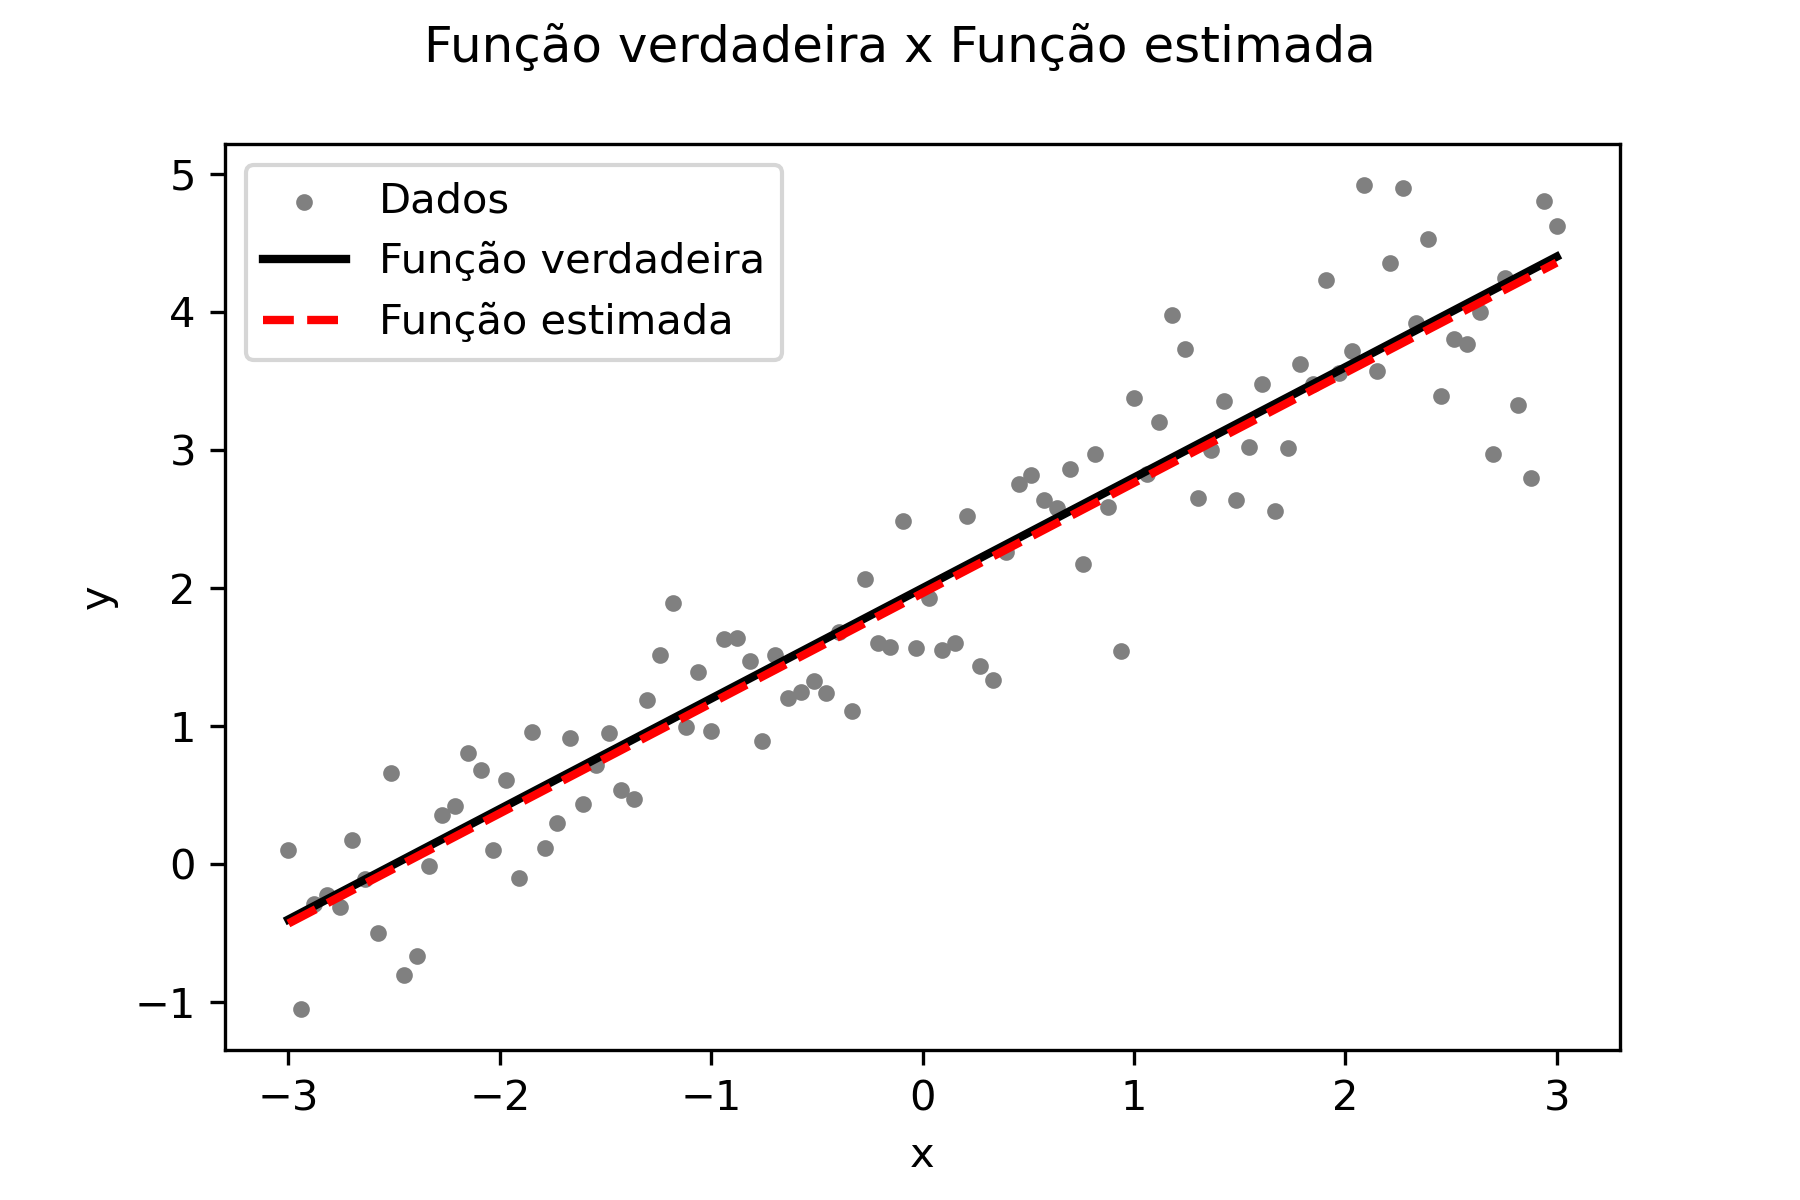 Função verdadeira x Função estimada
Dados
Função verdadeira
Função estimada
5
4
3
2
1
0
−1
y
−3 −2 −1 0 1 2 3
x